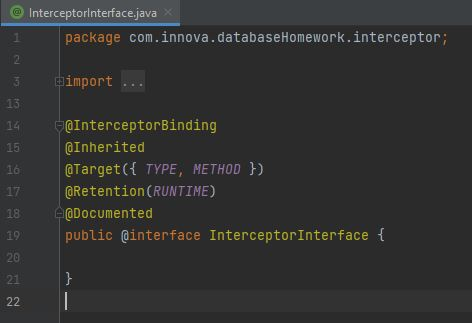 InterceptorInterface.java
1 package com.innova.databaseHomework.interceptor;
2
3 import ...
13
14 @InterceptorBinding
15 @Inherited
16 @Target({ TYPE, METHOD })
17 @Retention(RUNTIME)
18 @Documented
19 public @interface InterceptorInterface {
20
21 }
22